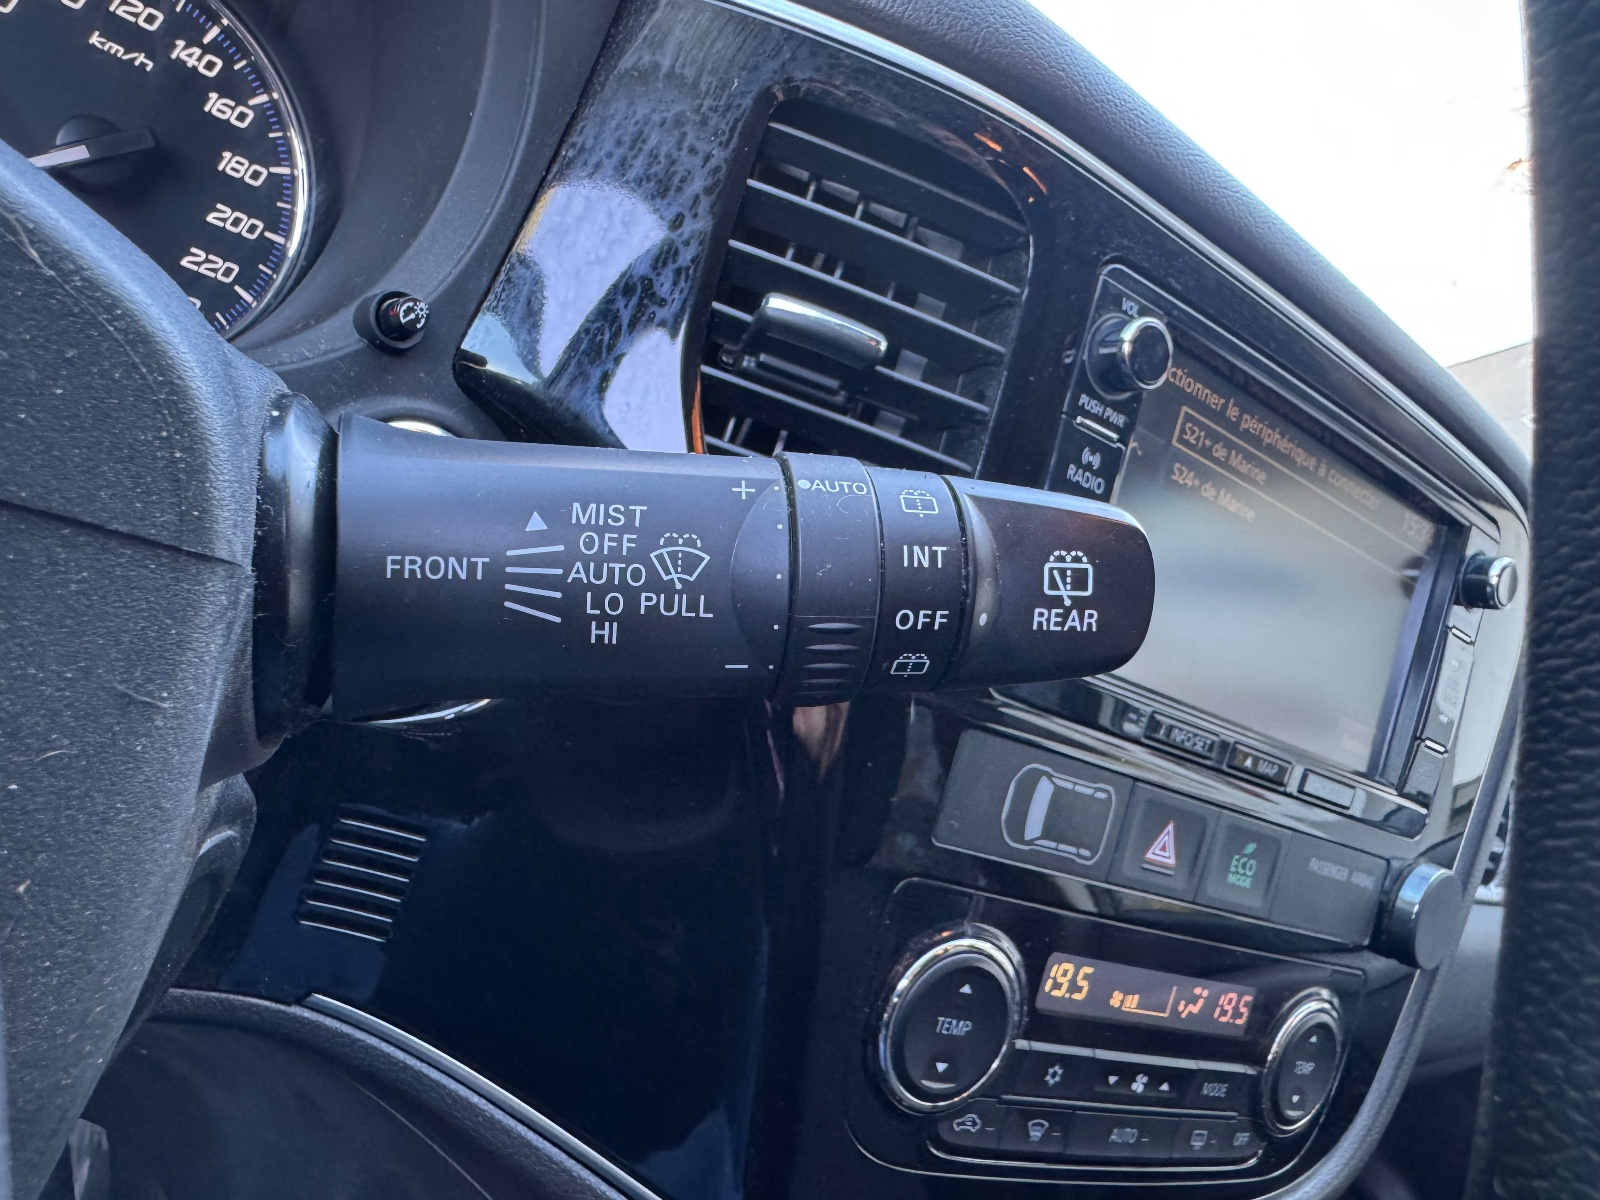 120
140
km/h
160
180
200
220
VOL
PUSH PWR
RADIO
ctionner le périphérique à connecter
S21+ de Marine
S24+ de Marine
+
AUTO
MIST
OFF
FRONT
AUTO
LO PULL
HI
−
INT
OFF
REAR
INFO/SET
MAP
ECO
MODE
PASSENGER AIRBAG
19.5
19.5
TEMP
TEMP
MODE
AUTO
OFF